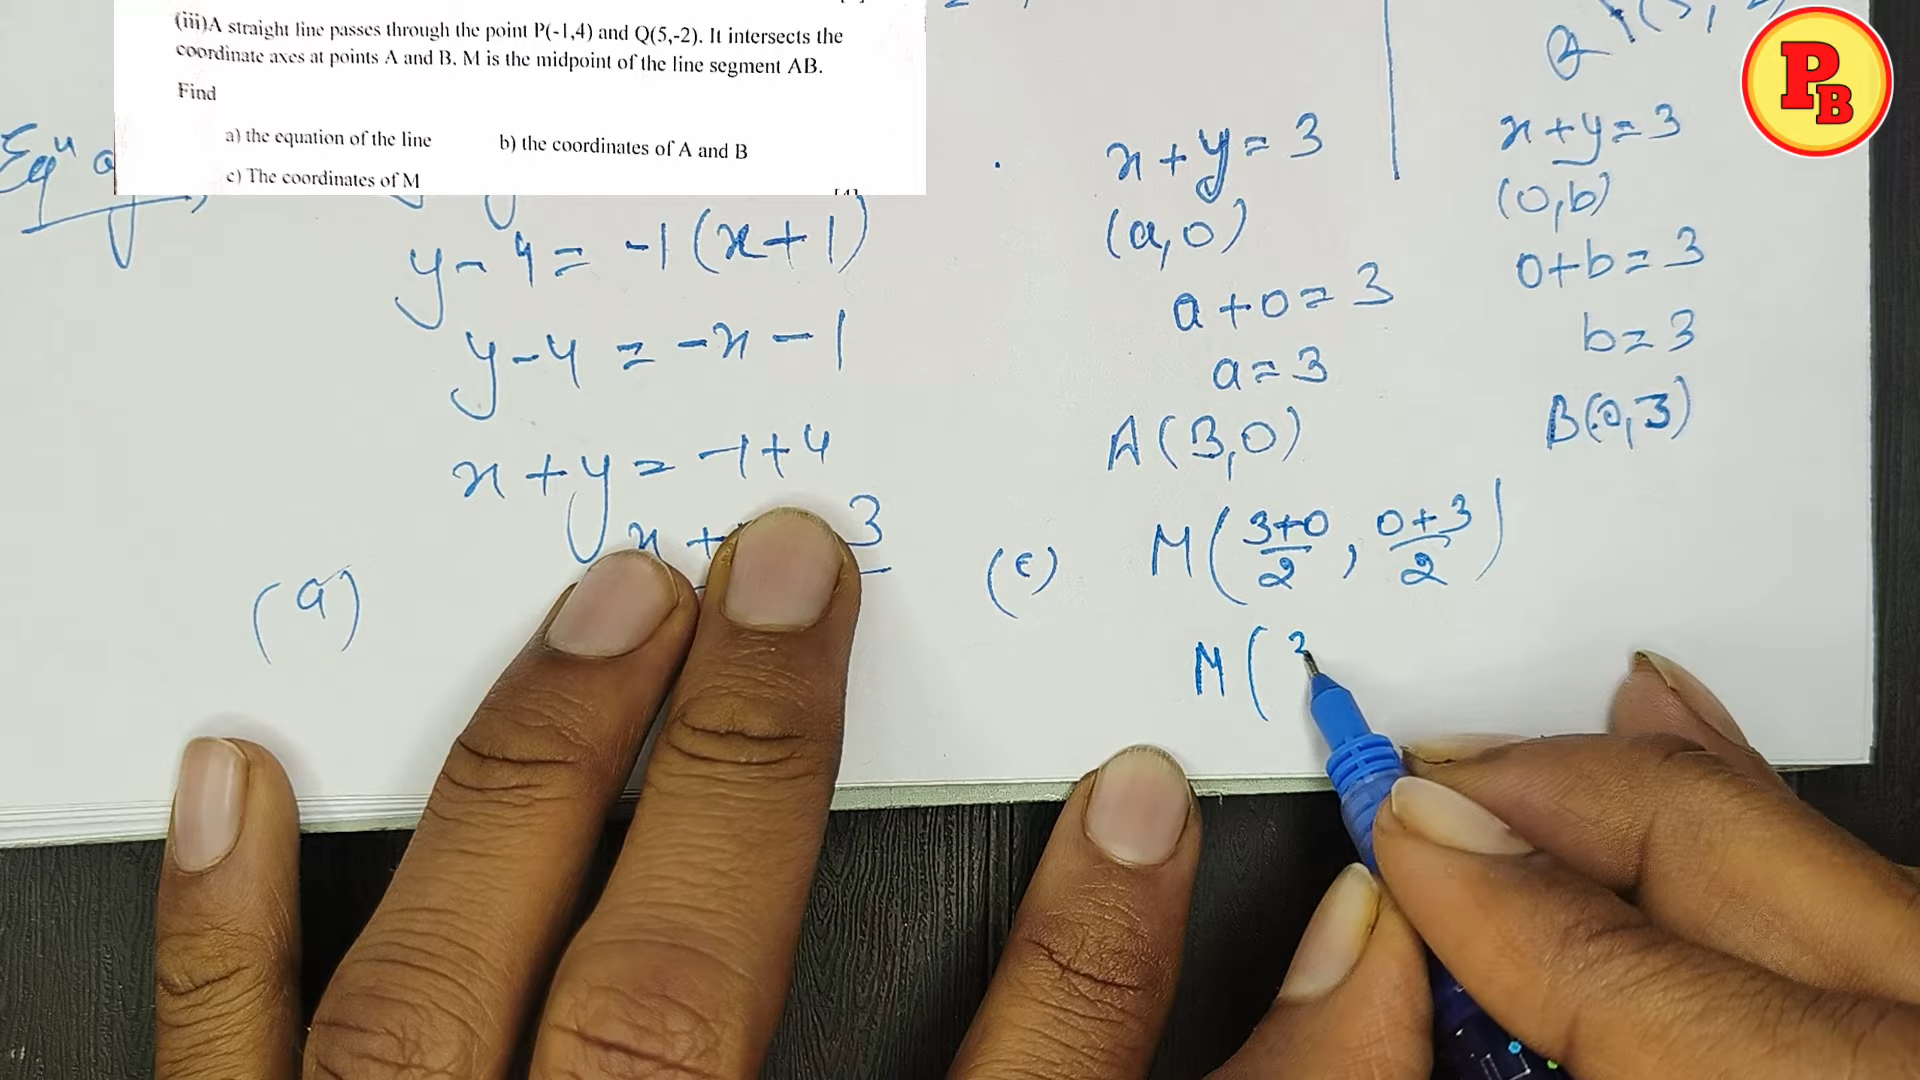 (iii)A straight line passes through the point P(-1,4) and Q(5,-2). It intersects the
coordinate axes at points A and B. M is the midpoint of the line segment AB.
Find
a) the equation of the line b) the coordinates of A and B
c) The coordinates of M
y-4=-1(x+1)
y-4=-x-1
x+y=-1+4
x+ 3
(a)
x+y=3
(a,0)
a+0=3
a=3
A(3,0)
x+y=3
(0,b)
0+b=3
b=3
B(0,3)
(c) M(3+0/2, 0+3/2)
M(3
PB